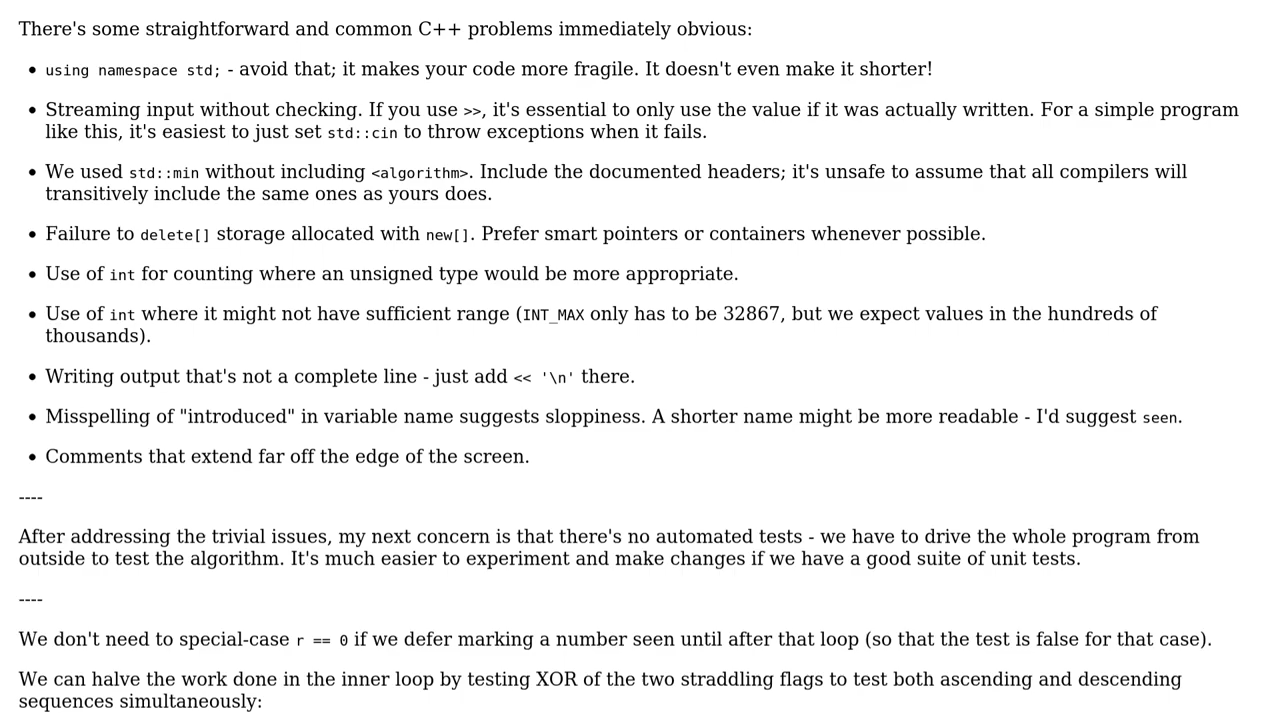 There's some straightforward and common C++ problems immediately obvious:
• using namespace std; - avoid that; it makes your code more fragile. It doesn't even make it shorter!
• Streaming input without checking. If you use >>, it's essential to only use the value if it was actually written. For a simple program
like this, it's easiest to just set std::cin to throw exceptions when it fails.
• We used std::min without including <algorithm>. Include the documented headers; it's unsafe to assume that all compilers will
transitively include the same ones as yours does.
• Failure to delete[] storage allocated with new[]. Prefer smart pointers or containers whenever possible.
• Use of int for counting where an unsigned type would be more appropriate.
• Use of int where it might not have sufficient range (INT_MAX only has to be 32867, but we expect values in the hundreds of
thousands).
• Writing output that's not a complete line - just add << '\n' there.
• Misspelling of "introduced" in variable name suggests sloppiness. A shorter name might be more readable - I'd suggest seen.
• Comments that extend far off the edge of the screen.
----
After addressing the trivial issues, my next concern is that there's no automated tests - we have to drive the whole program from
outside to test the algorithm. It's much easier to experiment and make changes if we have a good suite of unit tests.
----
We don't need to special-case r == 0 if we defer marking a number seen until after that loop (so that the test is false for that case).
We can halve the work done in the inner loop by testing XOR of the two straddling flags to test both ascending and descending
sequences simultaneously: